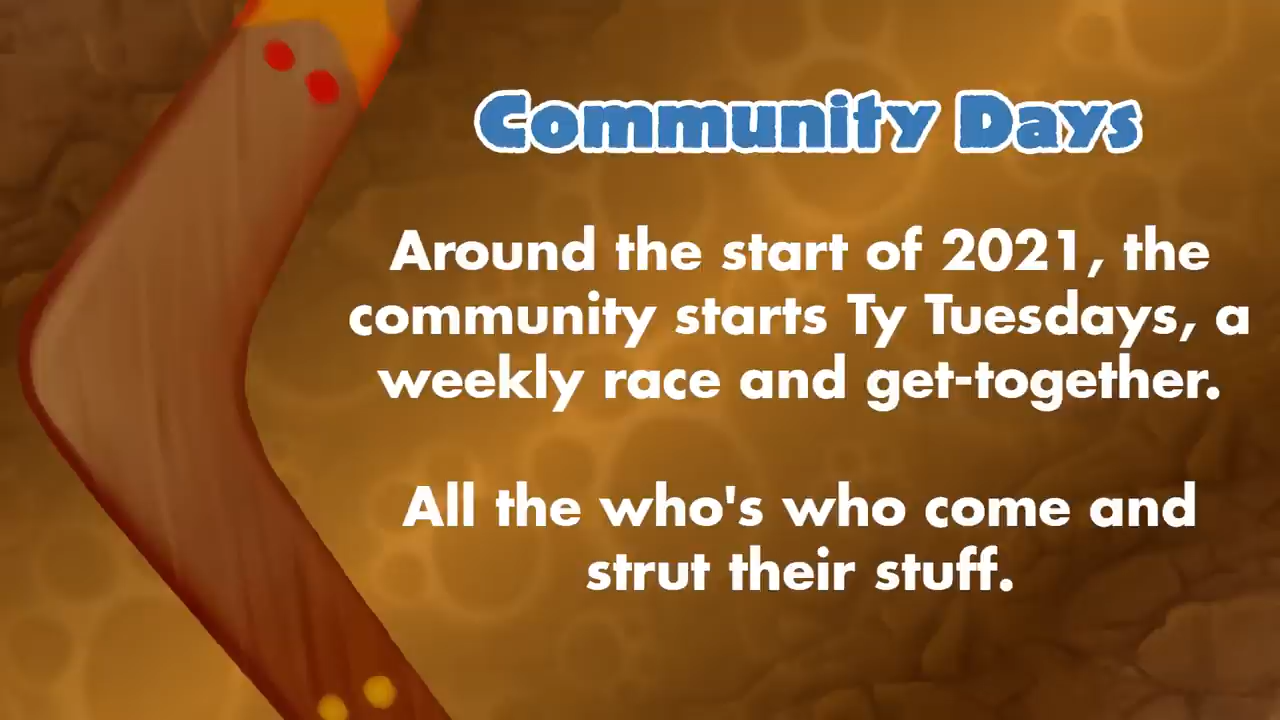 Community Days
Around the start of 2021, the
community starts Ty Tuesdays, a
weekly race and get-together.
All the who's who come and
strut their stuff.